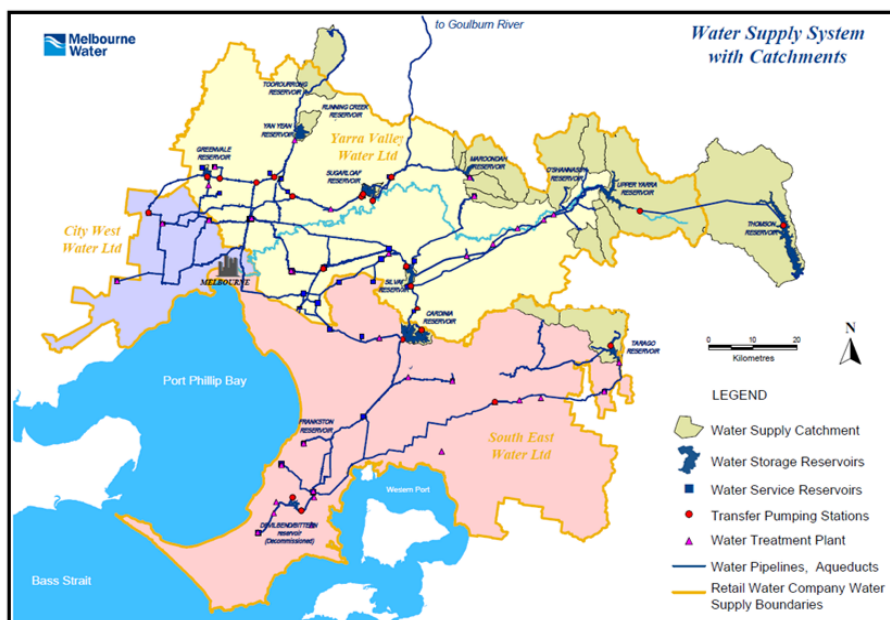 Melbourne
Water
to Goulburn River
Water Supply System
with Catchments
TOOROURRONG
RESERVOIR
RUNNING CREEK
RESERVOIR
YAN YEAN
RESERVOIR
Yarra Valley
Water Ltd
GREENVALE
RESERVOIR
SUGARLOAF
RESERVOIR
MAROONDAH
RESERVOIR
O'SHANNASSY
RESERVOIR
UPPER YARRA
RESERVOIR
THOMSON
RESERVOIR
City West
Water Ltd
MELBOURNE
SILVAN
RESERVOIR
CARDINIA
RESERVOIR
TARAGO
RESERVOIR
N
0
10
20
Kilometres
Port Phillip Bay
FRANKSTON
RESERVOIR
South East
Water Ltd
Western Port
DEVILBEND/BITTERN
reservoir
(Decommissioned)
Bass Strait
LEGEND
Water Supply Catchment
Water Storage Reservoirs
Water Service Reservoirs
Transfer Pumping Stations
Water Treatment Plant
Water Pipelines, Aqueducts
Retail Water Company Water
Supply Boundaries